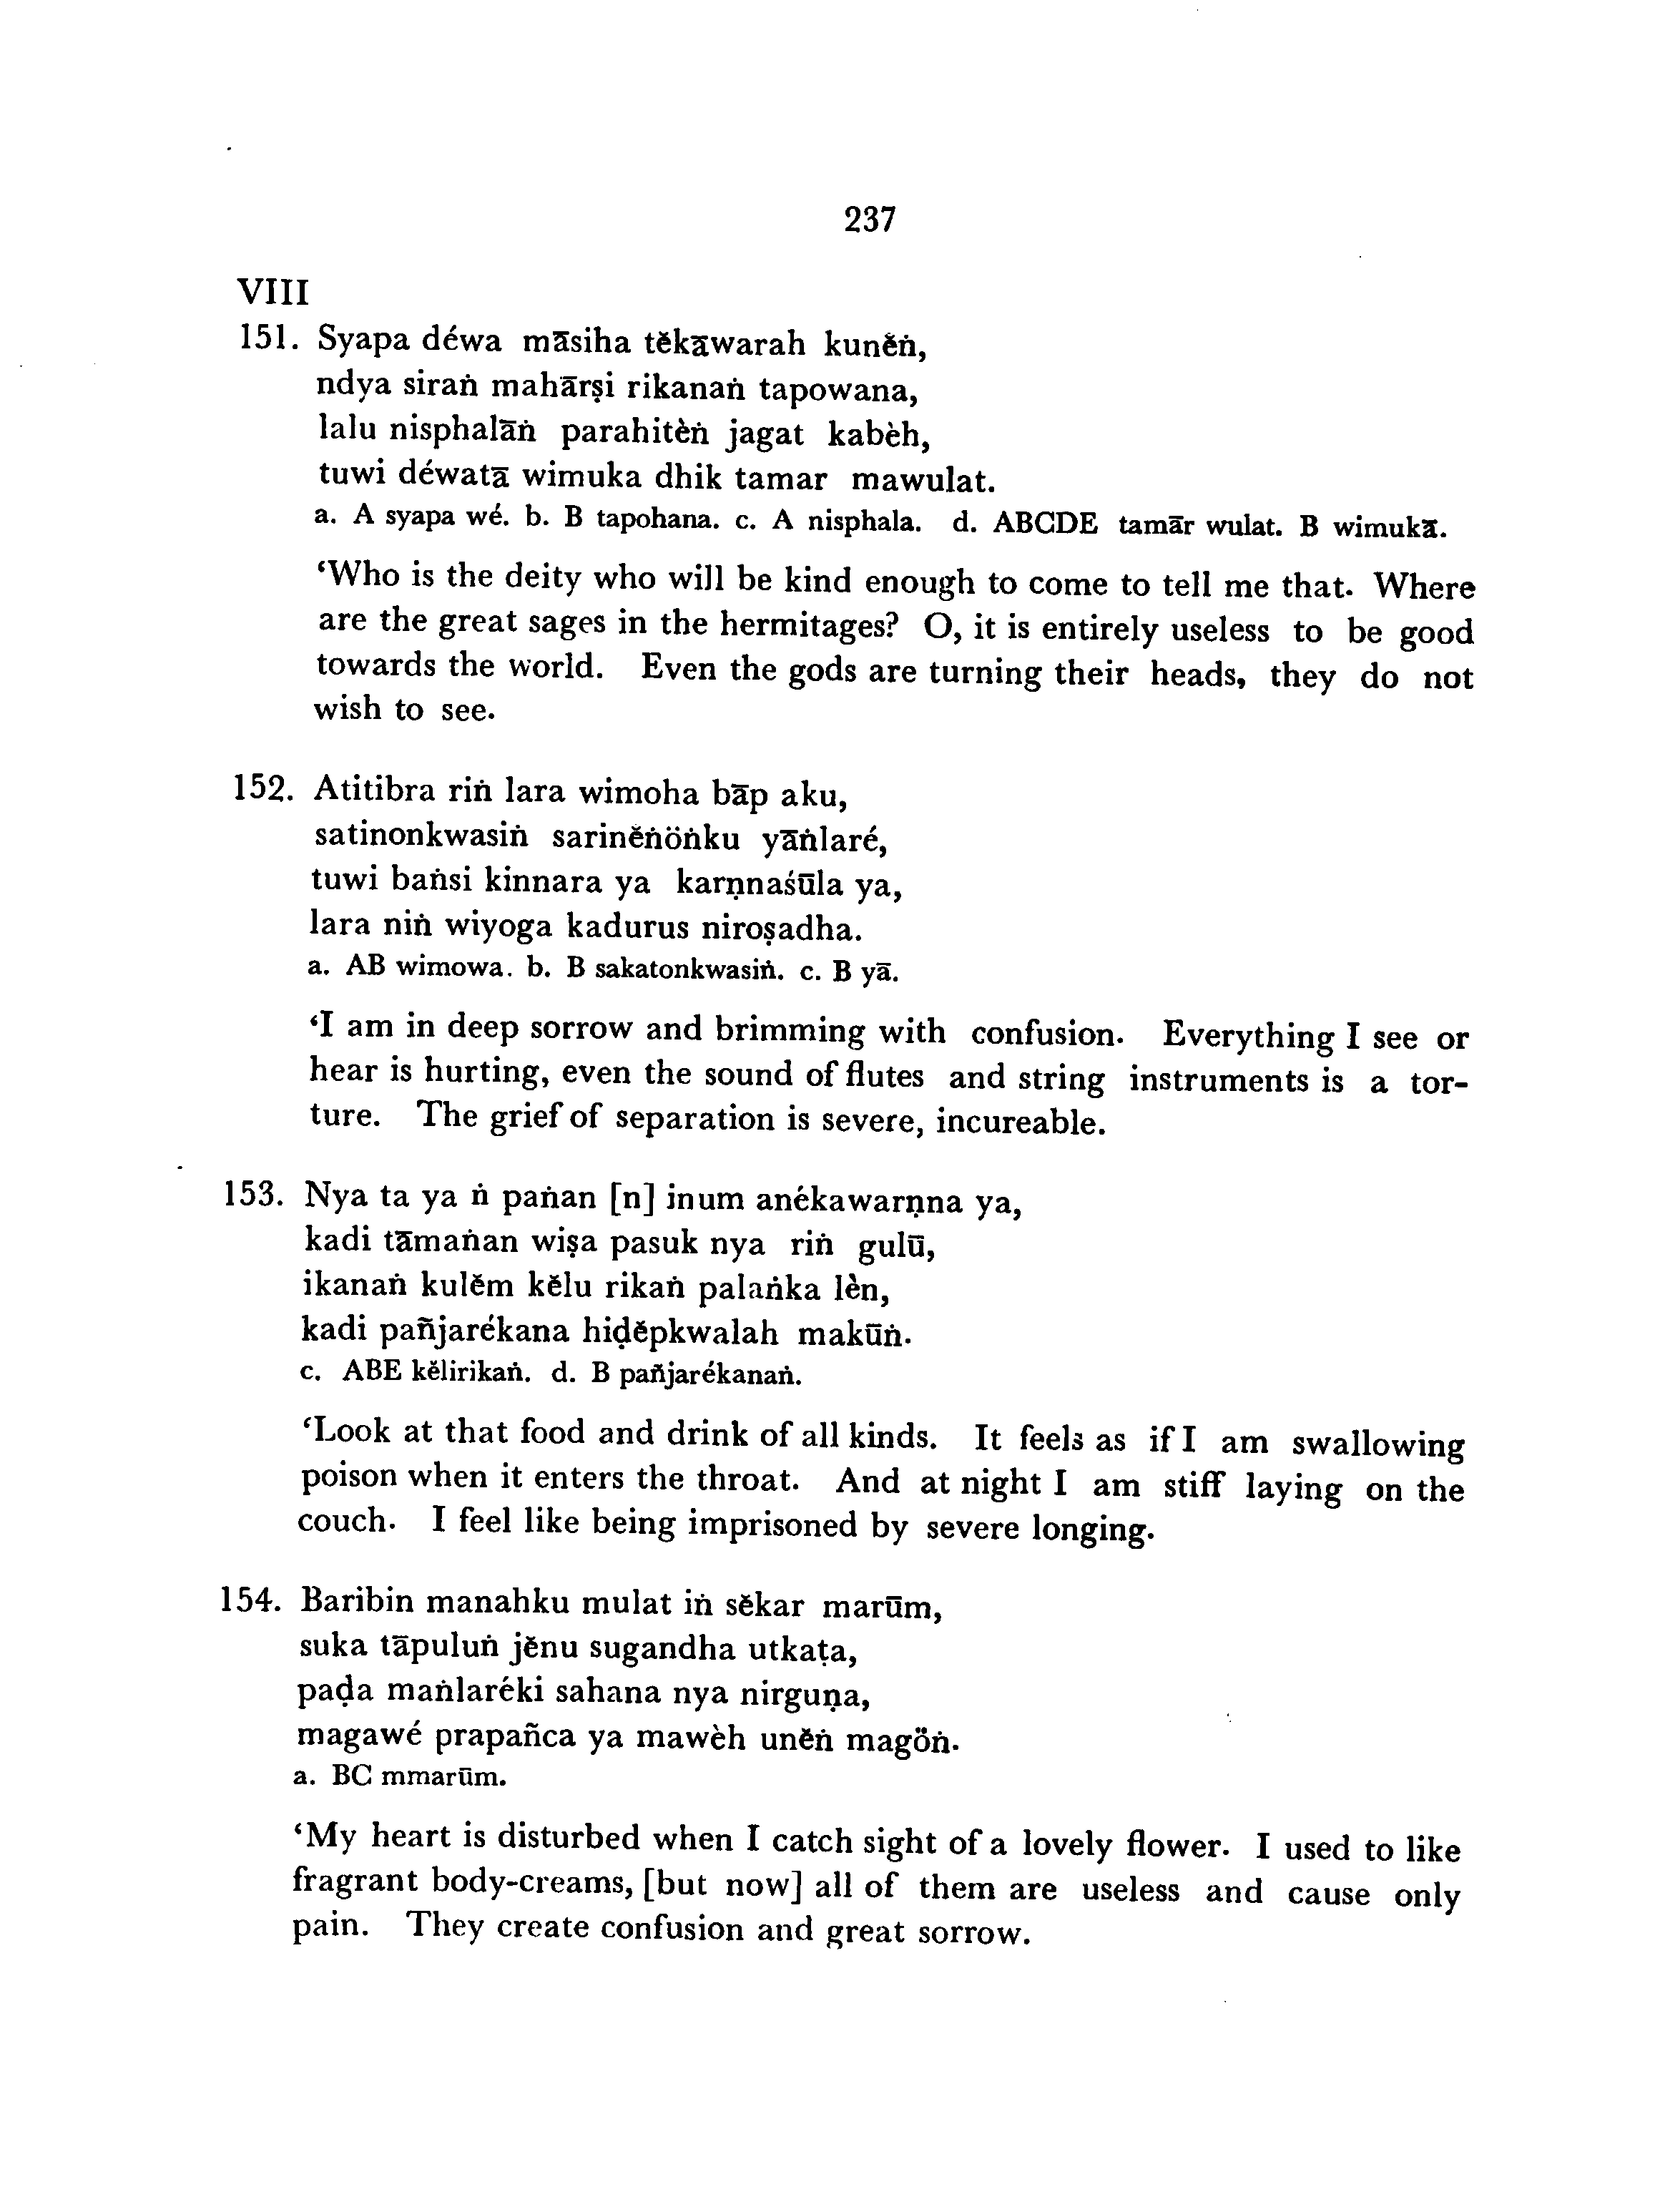 237
VIII
151. Syapa déwa māsiha tĕkāwarah kunĕṅ,
ndya siraṅ mahārṣi rikanaṅ tapowana,
lalu nisphalāṅ parahitèṅ jagat kabèh,
tuwi déwatā wimuka dhik tamar mawulat.
a. A syapa wé. b. B tapohana. c. A nisphala. d. ABCDE tamār wulat. B wimukā.
‘Who is the deity who will be kind enough to come to tell me that. Where
are the great sages in the hermitages? O, it is entirely useless to be good
towards the world. Even the gods are turning their heads, they do not
wish to see.
152. Atitibra riṅ lara wimoha bāp aku,
satinonkwasiṅ sarinĕṅöṅku yāṅlaré,
tuwi baṅsi kinnara ya karṇnaśūla ya,
lara niṅ wiyoga kadurus niroṣadha.
a. AB wimowa. b. B sakatonkwasiṅ. c. B yā.
‘I am in deep sorrow and brimming with confusion. Everything I see or
hear is hurting, even the sound of flutes and string instruments is a tor-
ture. The grief of separation is severe, incureable.
153. Nya ta ya ṅ paṅan [n] inum anékawarṇna ya,
kadi tāmaṅan wiṣa pasuk nya riṅ gulū,
ikanaṅ kulĕm kĕlu rikaṅ palaṅka lèn,
kadi pañjarékana hiḍĕpkwalah makūṅ.
c. ABE kĕlirikaṅ. d. B pañjarékanaṅ.
‘Look at that food and drink of all kinds. It feels as if I am swallowing
poison when it enters the throat. And at night I am stiff laying on the
couch. I feel like being imprisoned by severe longing.
154. Baribin manahku mulat iṅ sĕkar marūm,
suka tāpuluṅ jĕnu sugandha utkaṭa,
paḍa maṅlaréki sahana nya nirguṇa,
magawé prapañca ya mawèh unĕṅ magöṅ.
a. BC mmarūm.
‘My heart is disturbed when I catch sight of a lovely flower. I used to like
fragrant body-creams, [but now] all of them are useless and cause only
pain. They create confusion and great sorrow.